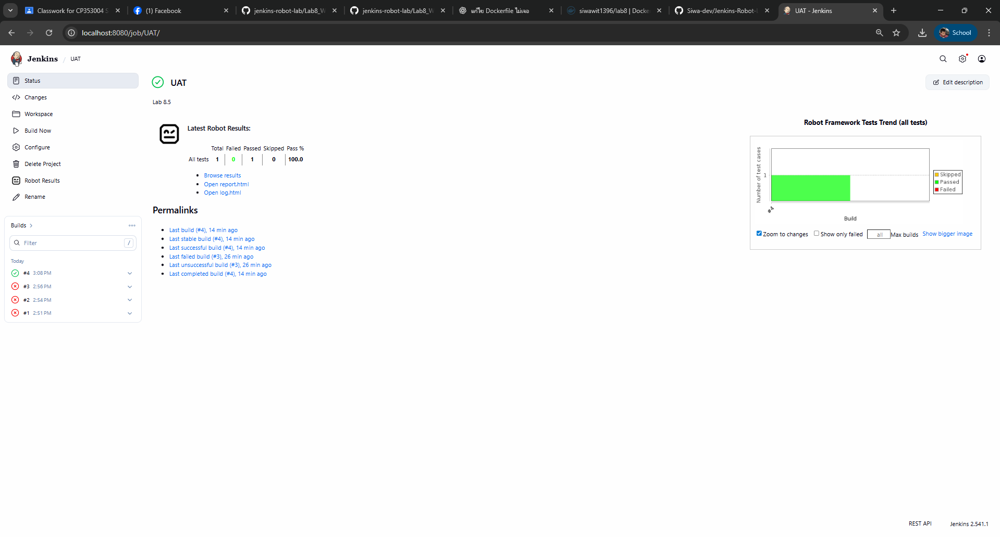 Classwork for CP353004 S
(1) Facebook
jenkins-robot-lab/Lab8_W
jenkins-robot-lab/Lab8_W
แก้ไข Dockerfile ไม่เจอ
siwawit1396/lab8 | Docke
Siwa-dev/Jenkins-Robot-L
UAT - Jenkins
localhost:8080/job/UAT/
School
Jenkins / UAT
Status
Changes
Workspace
Build Now
Configure
Delete Project
Robot Results
Rename
Builds
Filter /
Today
#4 3:08 PM
#3 2:56 PM
#2 2:54 PM
#1 2:51 PM
UAT
Edit description
Lab 8.5
Latest Robot Results:
Total Failed Passed Skipped Pass %
All tests 1 0 1 0 100.0
Browse results
Open report.html
Open log.html
Permalinks
Last build (#4), 14 min ago
Last stable build (#4), 14 min ago
Last successful build (#4), 14 min ago
Last failed build (#3), 26 min ago
Last unsuccessful build (#3), 26 min ago
Last completed build (#4), 14 min ago
Robot Framework Tests Trend (all tests)
Number of test cases
1
Skipped
Passed
Failed
#4
Build
Zoom to changes Show only failed all Max builds Show bigger image
REST API Jenkins 2.541.1